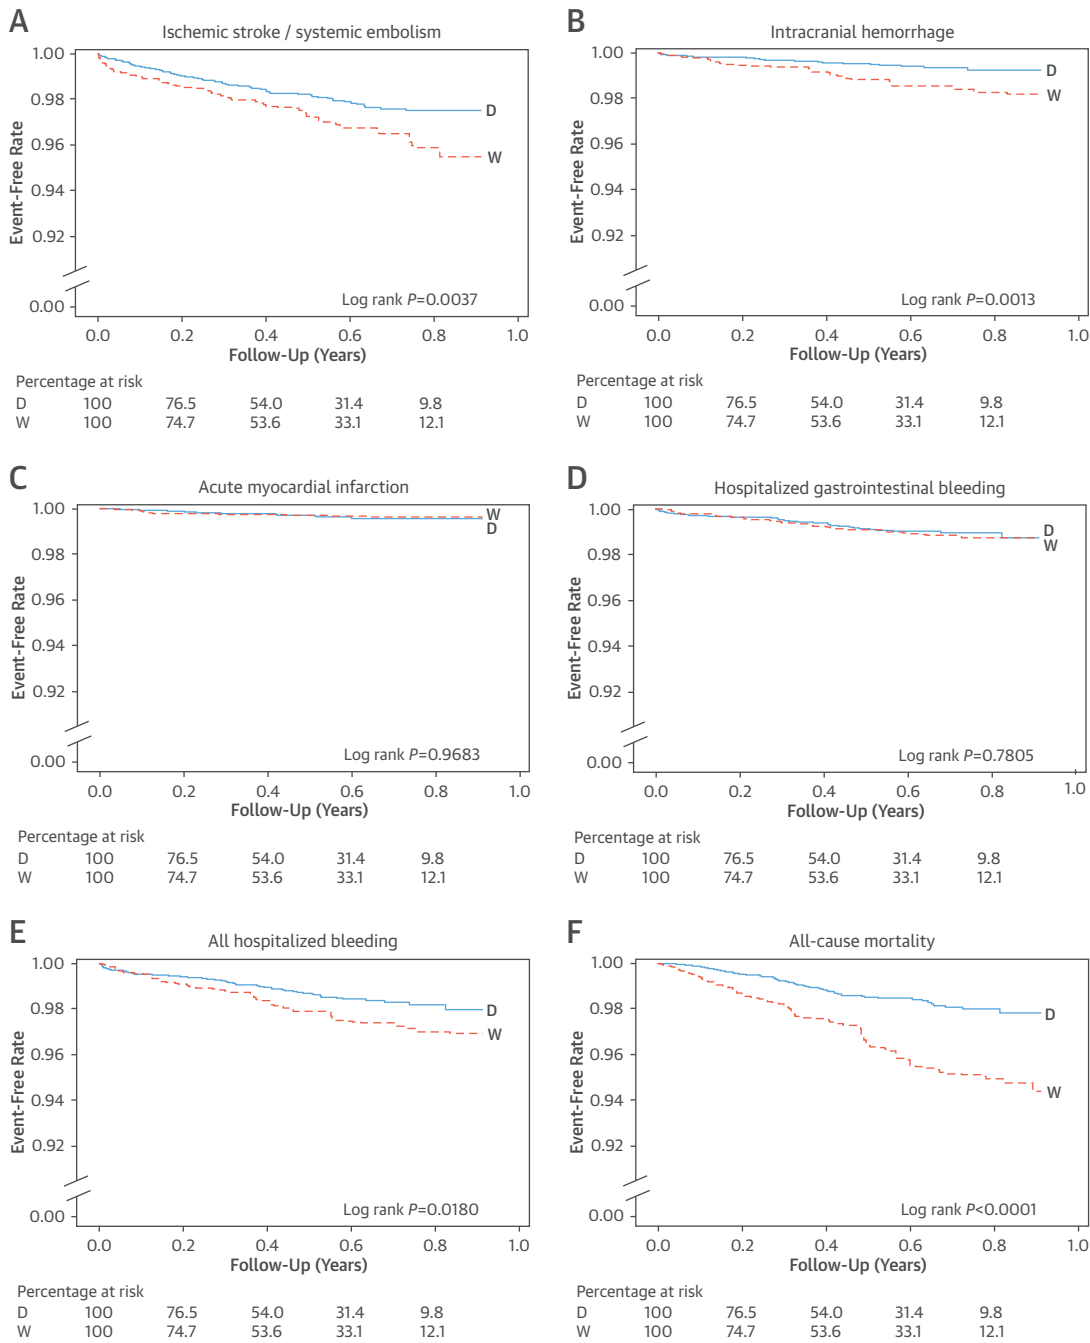 A
Ischemic stroke / systemic embolism
Event-Free Rate
1.00
0.98
0.96
0.94
0.92
0.00
D
W
Log rank P=0.0037
0.0 0.2 0.4 0.6 0.8 1.0
Follow-Up (Years)
Percentage at risk
D 100 76.5 54.0 31.4 9.8
W 100 74.7 53.6 33.1 12.1
B
Intracranial hemorrhage
Event-Free Rate
1.00
0.98
0.96
0.94
0.92
0.00
D
W
Log rank P=0.0013
0.0 0.2 0.4 0.6 0.8 1.0
Follow-Up (Years)
Percentage at risk
D 100 76.5 54.0 31.4 9.8
W 100 74.7 53.6 33.1 12.1
C
Acute myocardial infarction
Event-Free Rate
1.00
0.98
0.96
0.94
0.92
0.00
W
D
Log rank P=0.9683
0.0 0.2 0.4 0.6 0.8 1.0
Follow-Up (Years)
Percentage at risk
D 100 76.5 54.0 31.4 9.8
W 100 74.7 53.6 33.1 12.1
D
Hospitalized gastrointestinal bleeding
Event-Free Rate
1.00
0.98
0.96
0.94
0.92
0.00
D
W
Log rank P=0.7805
0.0 0.2 0.4 0.6 0.8 1.0
Follow-Up (Years)
Percentage at risk
D 100 76.5 54.0 31.4 9.8
W 100 74.7 53.6 33.1 12.1
E
All hospitalized bleeding
Event-Free Rate
1.00
0.98
0.96
0.94
0.92
0.00
D
W
Log rank P=0.0180
0.0 0.2 0.4 0.6 0.8 1.0
Follow-Up (Years)
Percentage at risk
D 100 76.5 54.0 31.4 9.8
W 100 74.7 53.6 33.1 12.1
F
All-cause mortality
Event-Free Rate
1.00
0.98
0.96
0.94
0.92
0.00
D
W
Log rank P<0.0001
0.0 0.2 0.4 0.6 0.8 1.0
Follow-Up (Years)
Percentage at risk
D 100 76.5 54.0 31.4 9.8
W 100 74.7 53.6 33.1 12.1